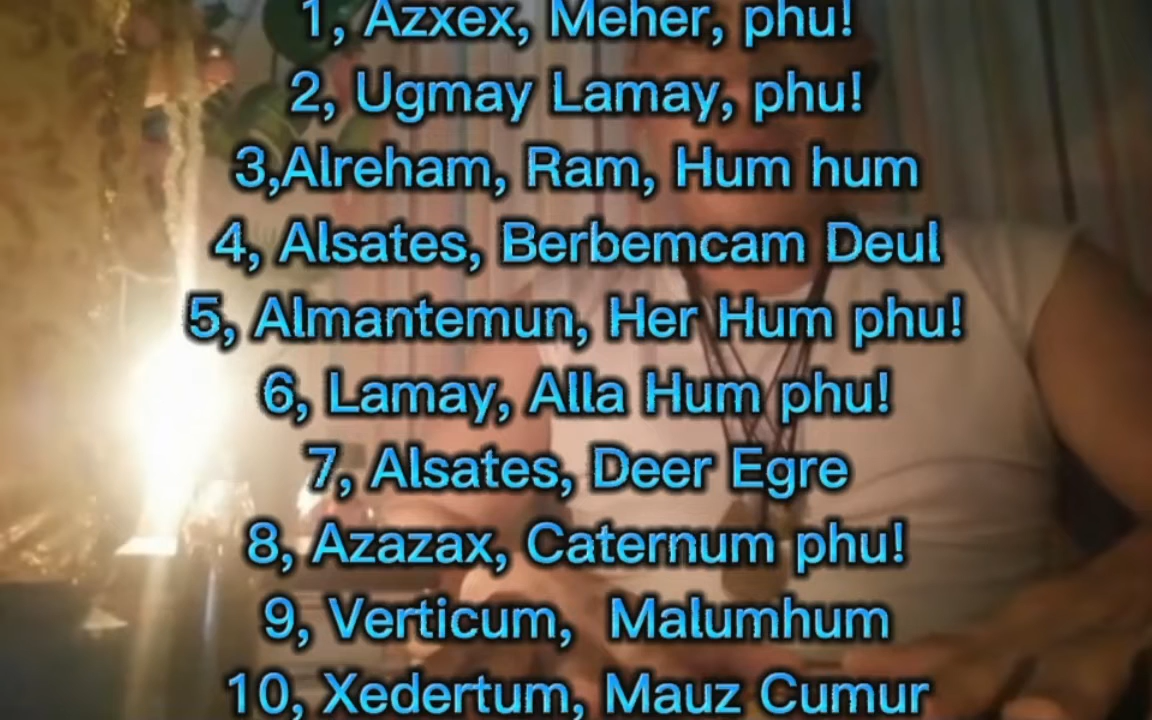 1, Azxex, Meher, phu!
2, Ugmay Lamay, phu!
3,Alreham, Ram, Hum hum
4, Alsates, Berbemcam Deul
5, Almantemun, Her Hum phu!
6, Lamay, Alla Hum phu!
7, Alsates, Deer Egre
8, Azazax, Caternum phu!
9, Verticum, Malumhum
10, Xedertum, Mauz Cumur